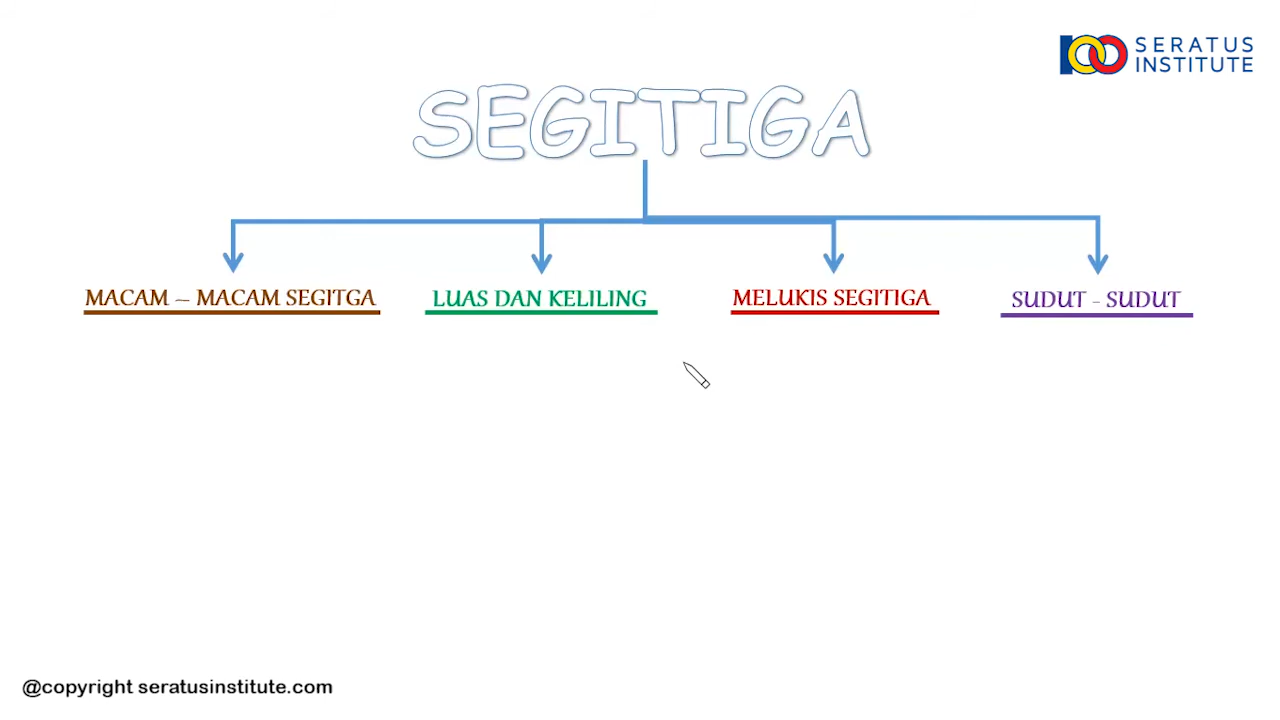 SERATUS
INSTITUTE
SEGITIGA
MACAM – MACAM SEGITGA
LUAS DAN KELILING
MELUKIS SEGITIGA
SUDUT - SUDUT
@copyright seratusinstitute.com